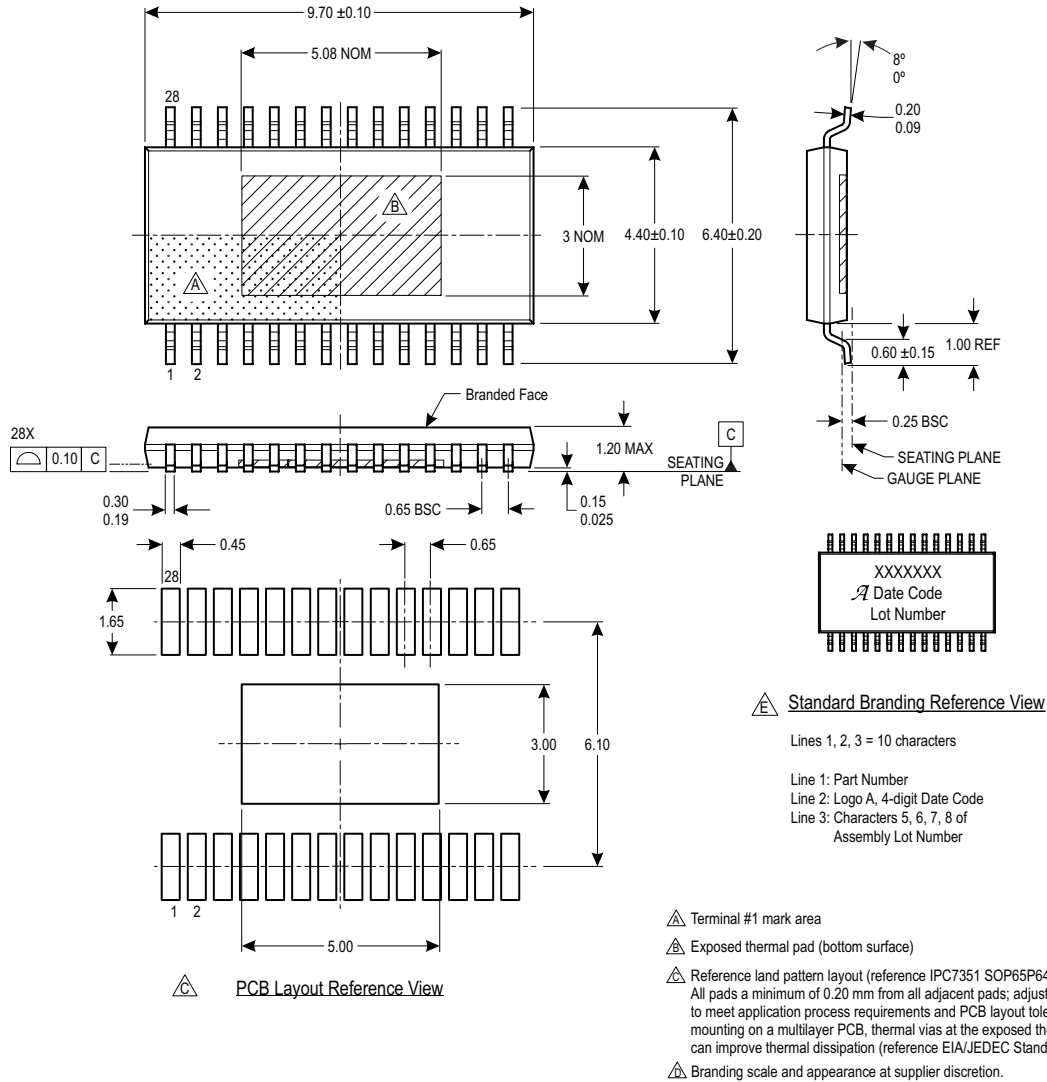 9.70 ±0.10
5.08 NOM
28
B
A
3 NOM
4.40±0.10
6.40±0.20
1 2
8º
0º
0.20
0.09
0.60 ±0.15
1.00 REF
0.25 BSC
SEATING PLANE
GAUGE PLANE
Branded Face
28X
0.10 C
1.20 MAX
C
SEATING
PLANE
0.30
0.19
0.65 BSC
0.15
0.025
0.45
0.65
28
1.65
3.00
6.10
1 2
5.00
C PCB Layout Reference View
XXXXXXX
A Date Code
Lot Number
E Standard Branding Reference View
Lines 1, 2, 3 = 10 characters
Line 1: Part Number
Line 2: Logo A, 4-digit Date Code
Line 3: Characters 5, 6, 7, 8 of
Assembly Lot Number
A Terminal #1 mark area
B Exposed thermal pad (bottom surface)
C Reference land pattern layout (reference IPC7351 SOP65P64
All pads a minimum of 0.20 mm from all adjacent pads; adjust
to meet application process requirements and PCB layout tole
mounting on a multilayer PCB, thermal vias at the exposed the
can improve thermal dissipation (reference EIA/JEDEC Stand
D Branding scale and appearance at supplier discretion.